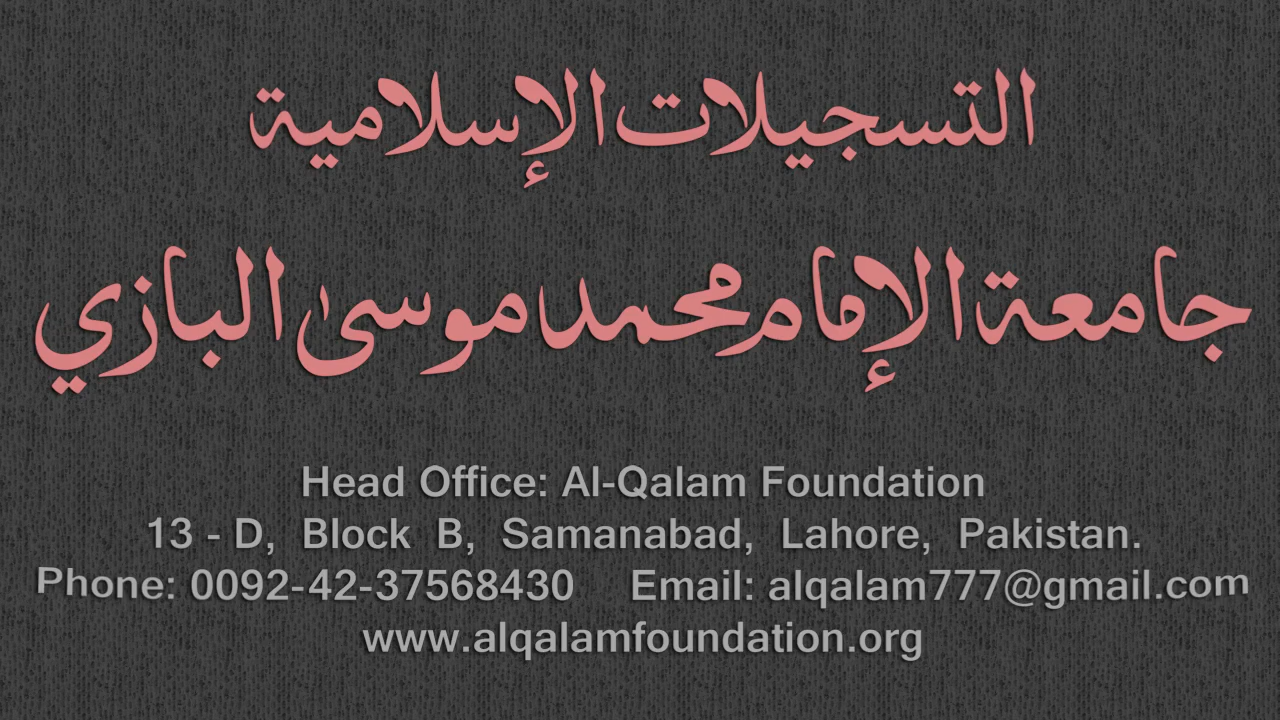 التسجيلات الإسلامية
جامعة الإمام محمد موسىٰ البازي
Head Office: Al-Qalam Foundation
13 - D, Block B, Samanabad, Lahore, Pakistan.
Phone: 0092-42-37568430 Email: alqalam777@gmail.com
www.alqalamfoundation.org